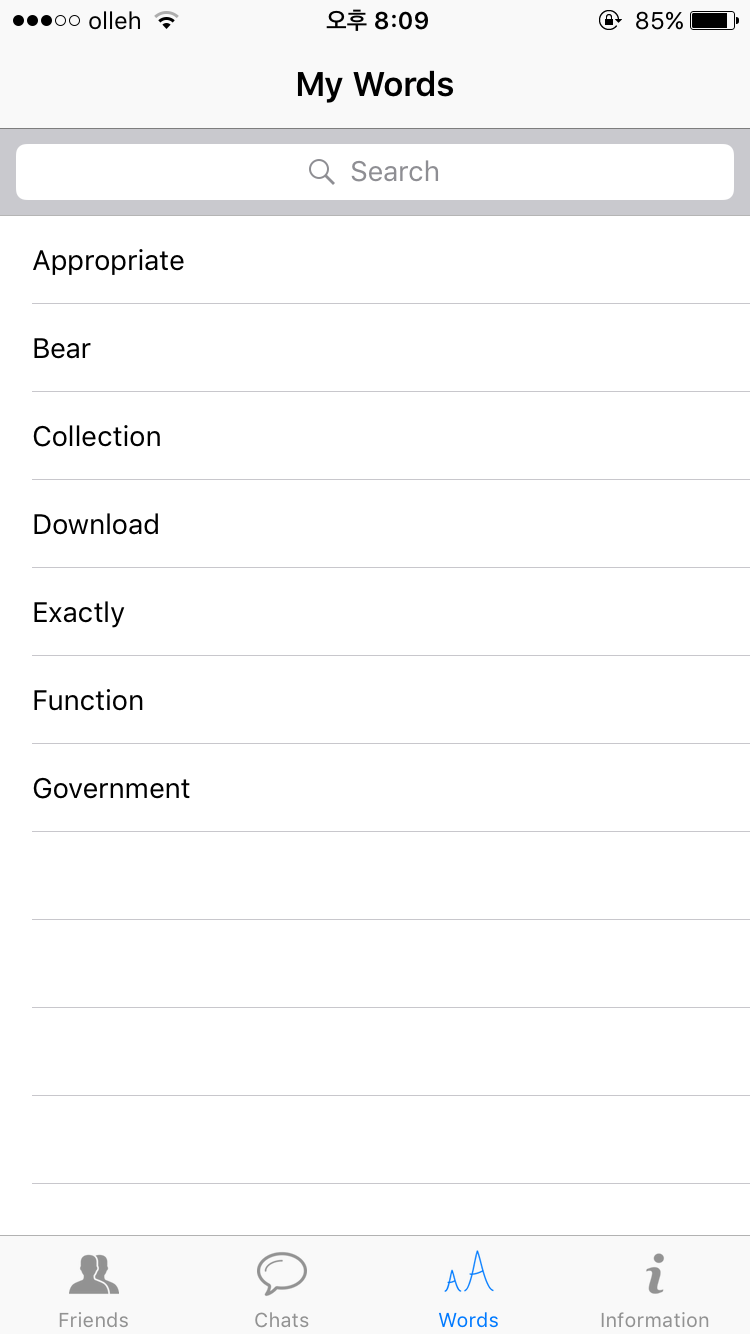 olleh 오후 8:09 85%
My Words
Search
Appropriate
Bear
Collection
Download
Exactly
Function
Government
Friends Chats Words Information